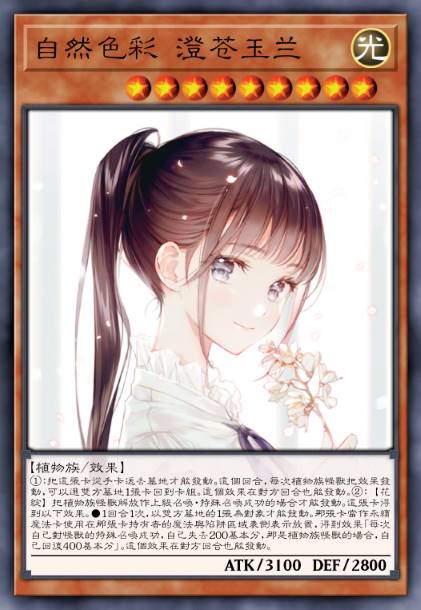 自然色彩 澄苍玉兰
光
【植物族/效果】
①:把這張卡從手卡送去墓地才能發動。這個回合,每次植物族怪獸把效果發
動,可以選雙方墓地1張卡回到卡組。這個效果在對方回合也能發動。②:【花
綻】把植物族怪獸解放作上級召喚·特殊召喚成功的場合才能發動。這張卡得
到以下效果。●1回合1次,以雙方墓地的1張為對象才能發動。那張卡當作永續
魔法卡使用在那張卡持有者的魔法與陷阱區域表側表示放置,得到效果「每次
自己對怪獸的特殊召喚成功,自己失去200基本分,那是植物族怪獸的場合,自
己回復400基本分」。這個效果在對方回合也能發動。
ATK/3100 DEF/2800